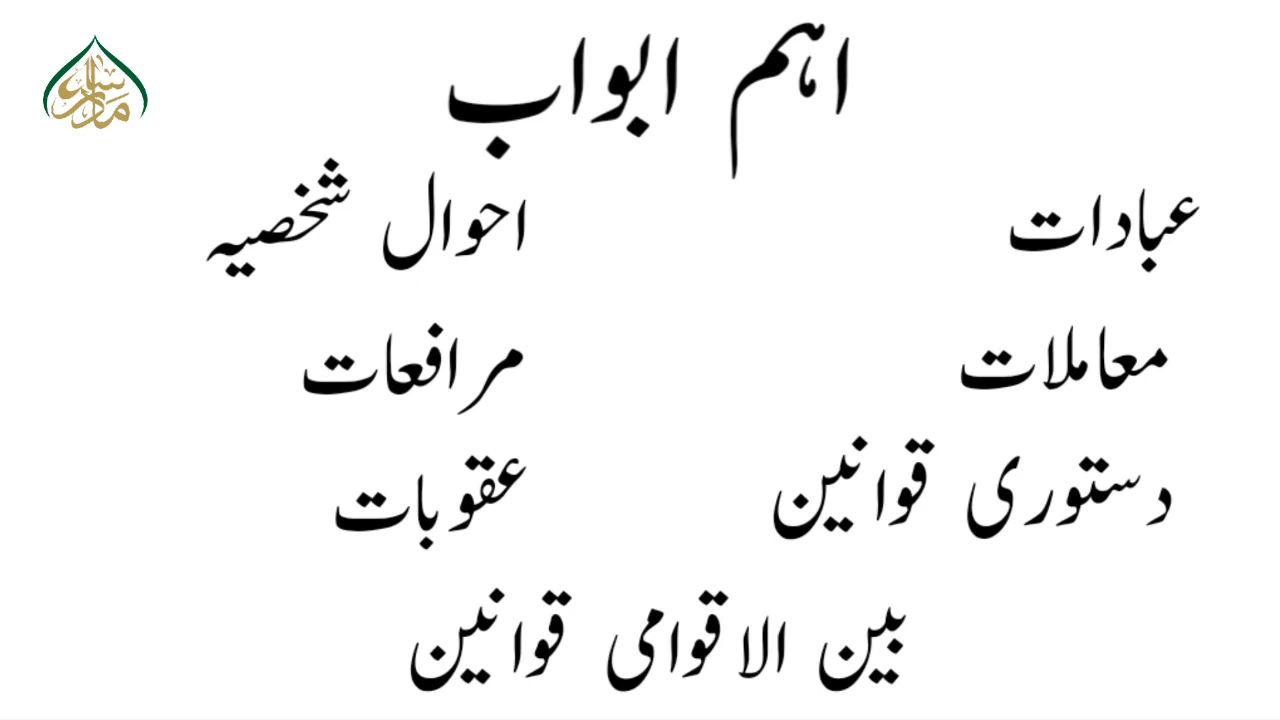 اہم ابواب
عبادات
احوال شخصیہ
معاملات
مرافعات
دستوری قوانین
عقوبات
بین الاقوامی قوانین